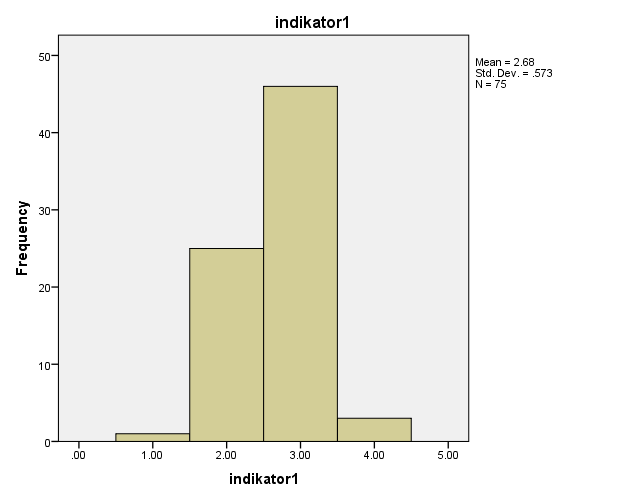 indikator1
Mean = 2.68
Std. Dev. = .573
N = 75
Frequency
50
40
30
20
10
0
.00 1.00 2.00 3.00 4.00 5.00
indikator1